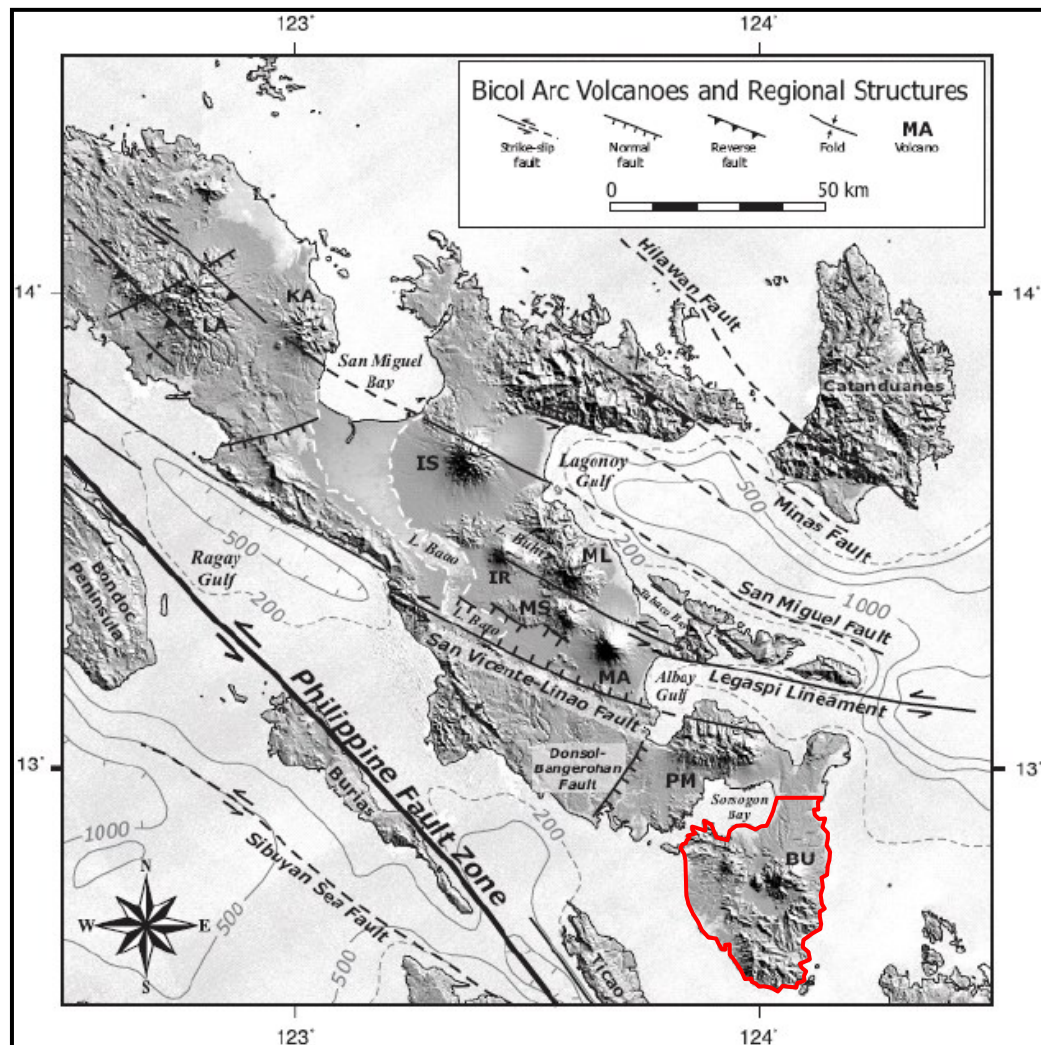 123°
124°
Bicol Arc Volcanoes and Regional Structures
Strike-slip
fault
Normal
fault
Reverse
fault
Fold
MA
Volcano
0
50 km
14°
14°
Hilawan Fault
KA
LA
San Miguel
Bay
Catanduanes
IS
Lagonoy
Gulf
500
Minas Fault
L. Baao
L. Buhi
ML
200
1000
Ragay
Gulf
500
200
IR
Bondoc
Peninsula
MS
Tabaco Bay
San Miguel Fault
L. Bato
MA
San Vicente-Linao Fault
Albay
Gulf
Legaspi Lineament
Philippine Fault Zone
Donsol-
Bangerohan
Fault
PM
13°
13°
Sorsogon
Bay
Burias
200
BU
1000
Sibuyan Sea Fault
N
W
E
S
500
500
Ticao
123°
124°